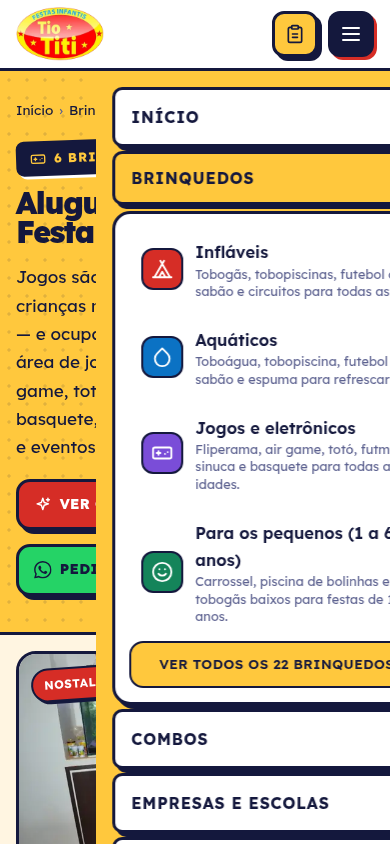 FESTAS INFANTIS
Tio
Titi
Início › Brin
6 BRI
Alugu
Festa
Jogos são
crianças
— e ocupa
área de jo
game, tot
basquete,
e eventos
VER
PEDI
NOSTAL
INÍCIO
BRINQUEDOS
Infláveis
Tobogãs, tobopiscinas, futebol
sabão e circuitos para todas as
Aquáticos
Toboágua, tobopiscina, futebol
sabão e espuma para refrescar
Jogos e eletrônicos
Fliperama, air game, totó, futm
sinuca e basquete para todas a
idades.
Para os pequenos (1 a 6
anos)
Carrossel, piscina de bolinhas e
tobogãs baixos para festas de 1
anos.
VER TODOS OS 22 BRINQUEDOS
COMBOS
EMPRESAS E ESCOLAS